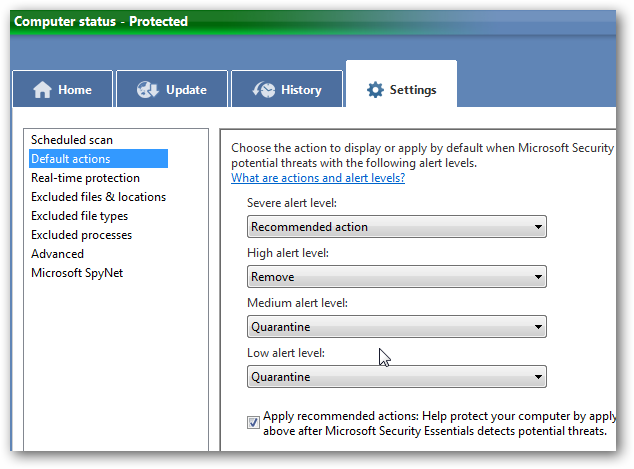 Computer status - Protected
Home
Update
History
Settings
Scheduled scan
Default actions
Real-time protection
Excluded files & locations
Excluded file types
Excluded processes
Advanced
Microsoft SpyNet
Choose the action to display or apply by default when Microsoft Security
potential threats with the following alert levels.
What are actions and alert levels?
Severe alert level:
Recommended action
High alert level:
Remove
Medium alert level:
Quarantine
Low alert level:
Quarantine
Apply recommended actions: Help protect your computer by apply
above after Microsoft Security Essentials detects potential threats.